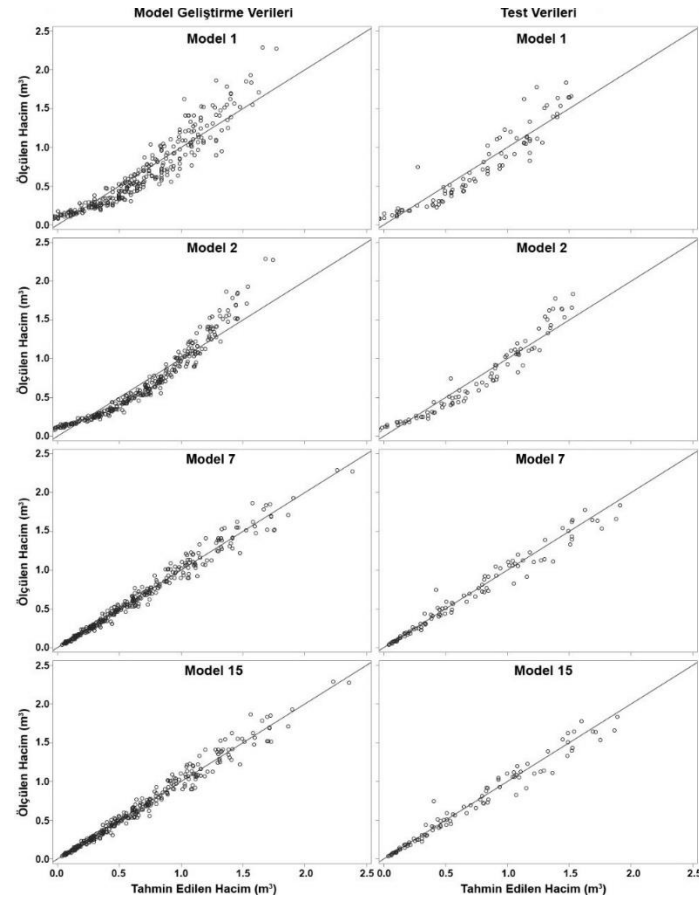 Model Geliştirme Verileri
Test Verileri
Model 1
Model 1
Ölçülen Hacim (m³)
2.5
2.0
1.5
1.0
0.5
0.0
Model 2
Model 2
Ölçülen Hacim (m³)
2.5
2.0
1.5
1.0
0.5
0.0
Model 7
Model 7
Ölçülen Hacim (m³)
2.5
2.0
1.5
1.0
0.5
0.0
Model 15
Model 15
Ölçülen Hacim (m³)
2.5
2.0
1.5
1.0
0.5
0.0
0.0 0.5 1.0 1.5 2.0 2.5
0.0 0.5 1.0 1.5 2.0 2.5
Tahmin Edilen Hacim (m³)
Tahmin Edilen Hacim (m³)